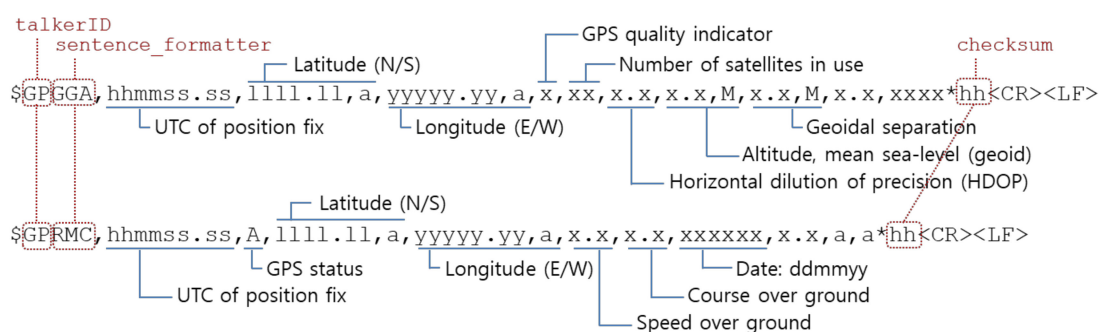 talkerID
sentence_formatter
GPS quality indicator
checksum
Latitude (N/S)
Number of satellites in use
$GPGGA,hhmmss.ss,llll.ll,a,yyyyy.yy,a,x,xx,x.x,x.x,M,x.x,M,x.x,xxxx*hh<CR><LF>
UTC of position fix
Longitude (E/W)
Geoidal separation
Altitude, mean sea-level (geoid)
Horizontal dilution of precision (HDOP)
Latitude (N/S)
$GPRMC,hhmmss.ss,A,llll.ll,a,yyyyy.yy,a,x.x,x.x,xxxxxx,x.x,a,a*hh<CR><LF>
GPS status
Longitude (E/W)
Date: ddmmyy
UTC of position fix
Course over ground
Speed over ground